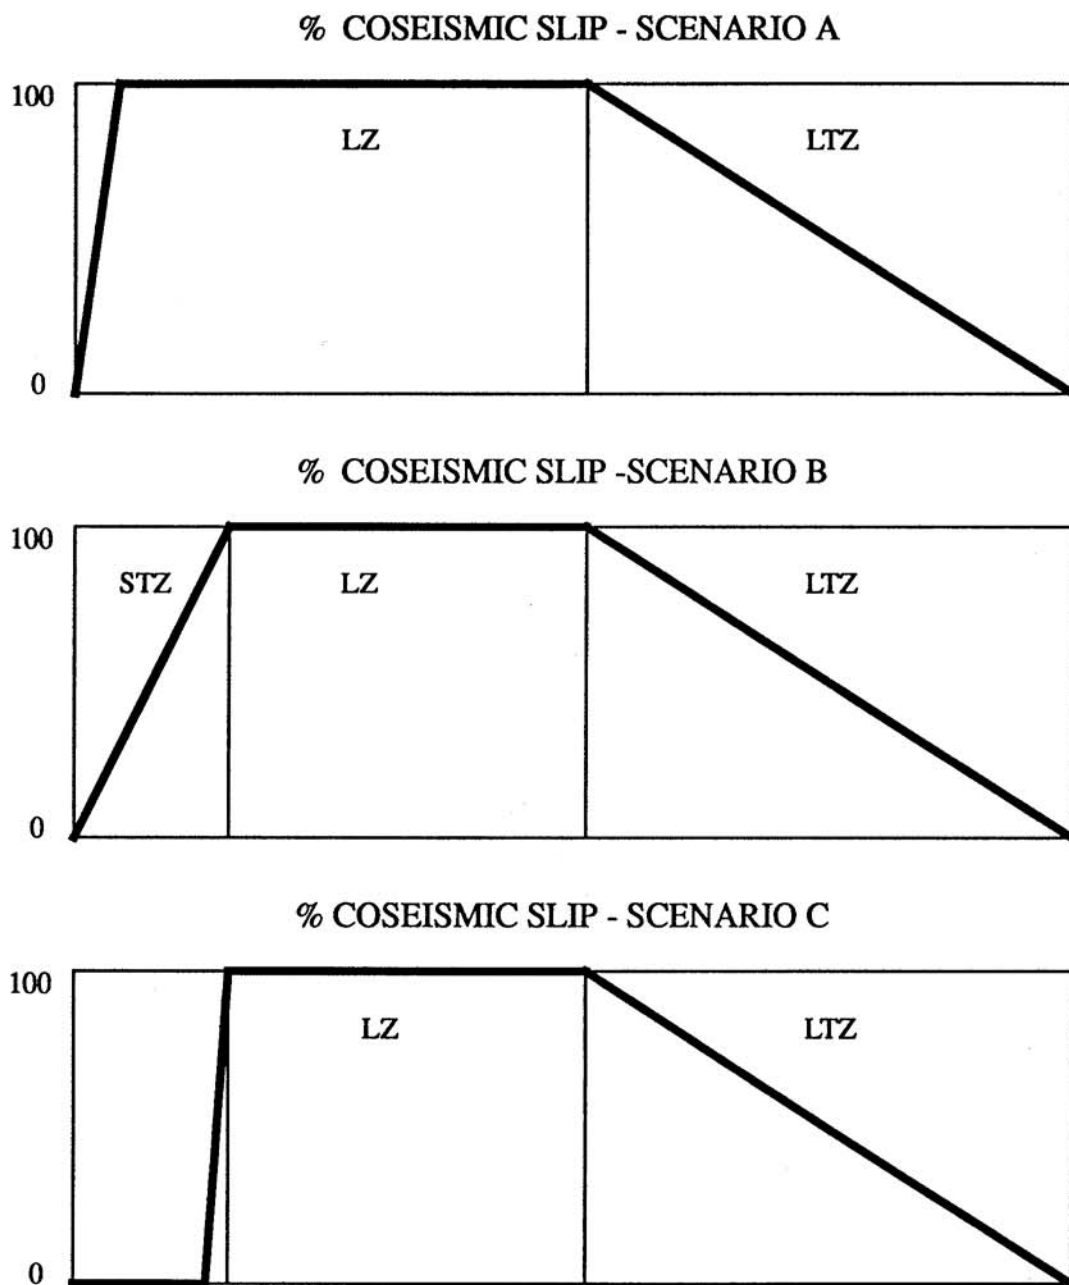 % COSEISMIC SLIP - SCENARIO A
100
LZ
LTZ
0
% COSEISMIC SLIP -SCENARIO B
100
STZ
LZ
LTZ
0
% COSEISMIC SLIP - SCENARIO C
100
LZ
LTZ
0